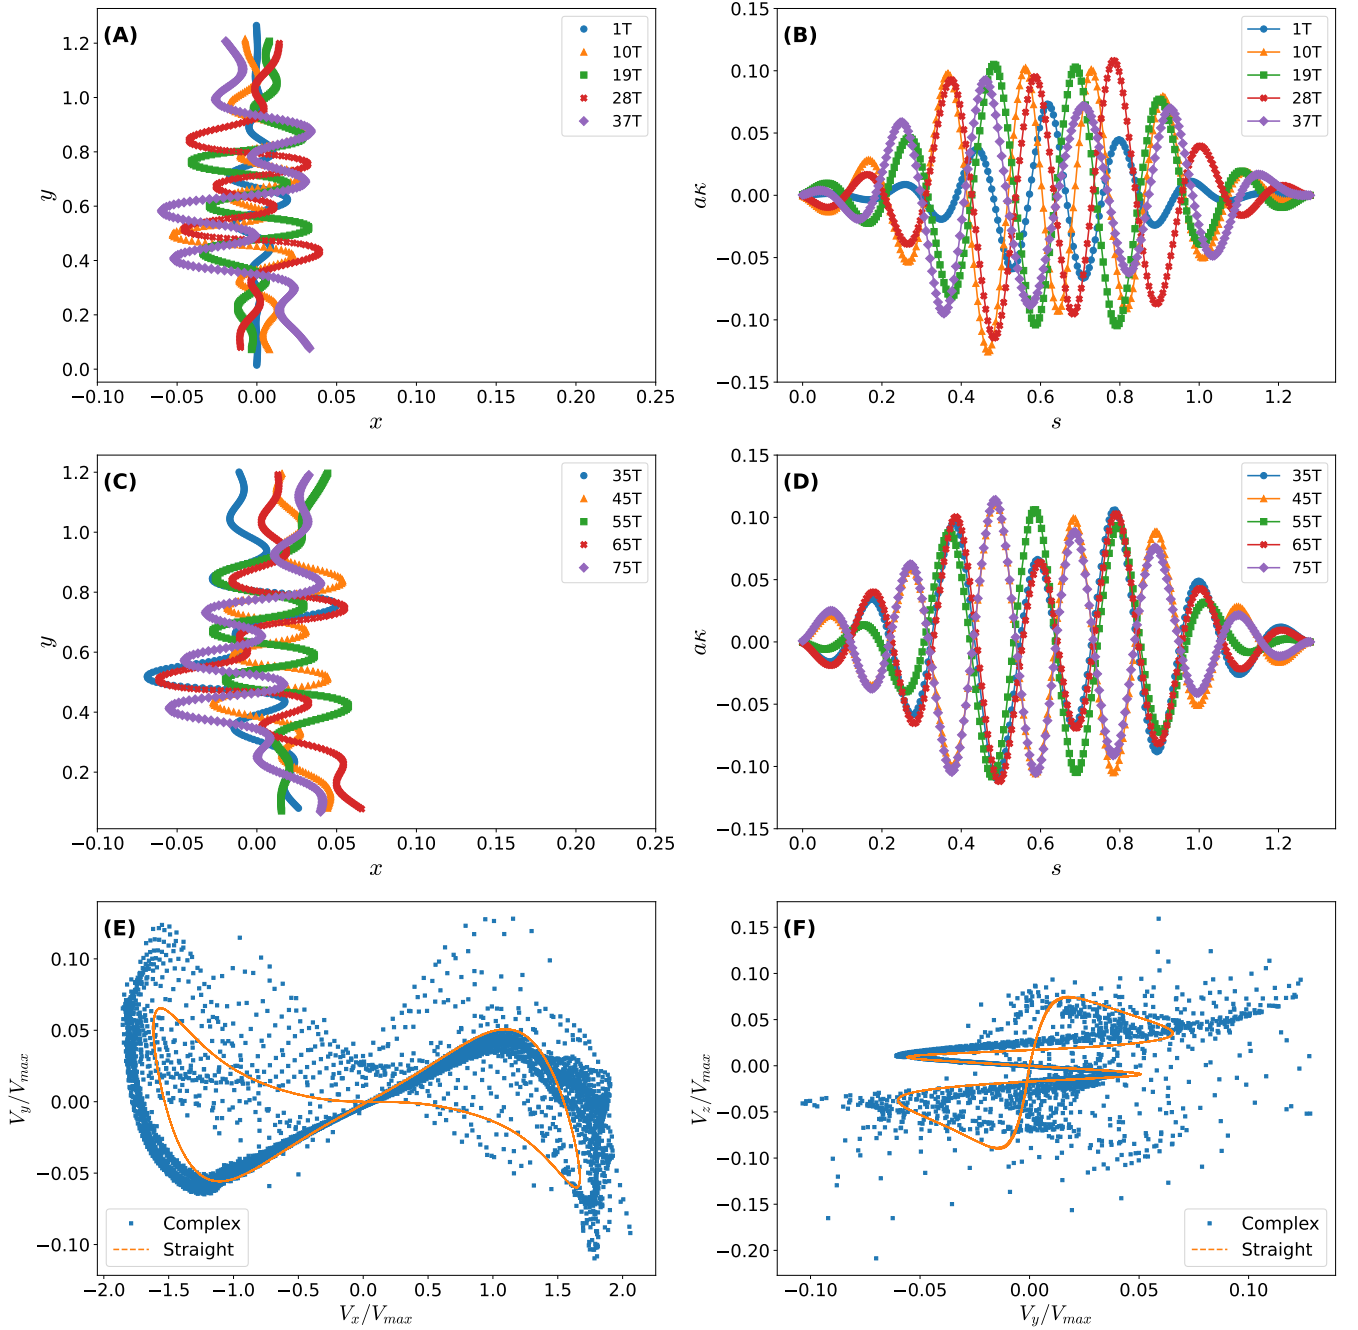 (A)
1T
10T
19T
28T
37T
y
1.2
1.0
0.8
0.6
0.4
0.2
0.0
−0.10 −0.05 0.00 0.05 0.10 0.15 0.20 0.25
x
(B)
1T
10T
19T
28T
37T
aκ
0.15
0.10
0.05
0.00
−0.05
−0.10
−0.15
0.0 0.2 0.4 0.6 0.8 1.0 1.2
s
(C)
35T
45T
55T
65T
75T
y
1.2
1.0
0.8
0.6
0.4
0.2
−0.10 −0.05 0.00 0.05 0.10 0.15 0.20 0.25
x
(D)
35T
45T
55T
65T
75T
aκ
0.15
0.10
0.05
0.00
−0.05
−0.10
−0.15
0.0 0.2 0.4 0.6 0.8 1.0 1.2
s
(E)
V_y/V_max
0.10
0.05
0.00
−0.05
−0.10
Complex
Straight
−2.0 −1.5 −1.0 −0.5 0.0 0.5 1.0 1.5 2.0
V_x/V_max
(F)
V_z/V_max
0.15
0.10
0.05
0.00
−0.05
−0.10
−0.15
−0.20
Complex
Straight
−0.10 −0.05 0.00 0.05 0.10
V_y/V_max